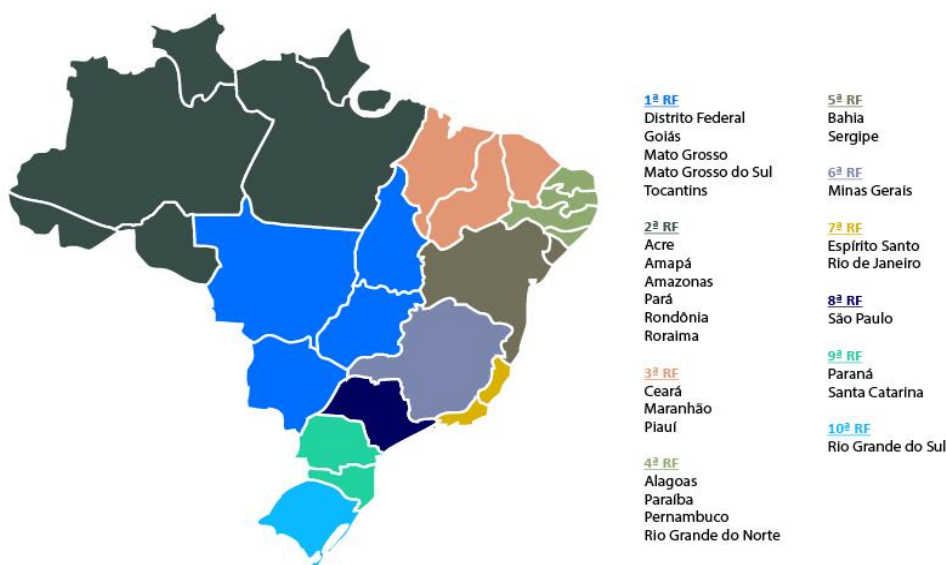 1ª RF
Distrito Federal
Goiás
Mato Grosso
Mato Grosso do Sul
Tocantins
2ª RF
Acre
Amapá
Amazonas
Pará
Rondônia
Roraima
3ª RF
Ceará
Maranhão
Piauí
4ª RF
Alagoas
Paraíba
Pernambuco
Rio Grande do Norte
5ª RF
Bahia
Sergipe
6ª RF
Minas Gerais
7ª RF
Espírito Santo
Rio de Janeiro
8ª RF
São Paulo
9ª RF
Paraná
Santa Catarina
10ª RF
Rio Grande do Sul